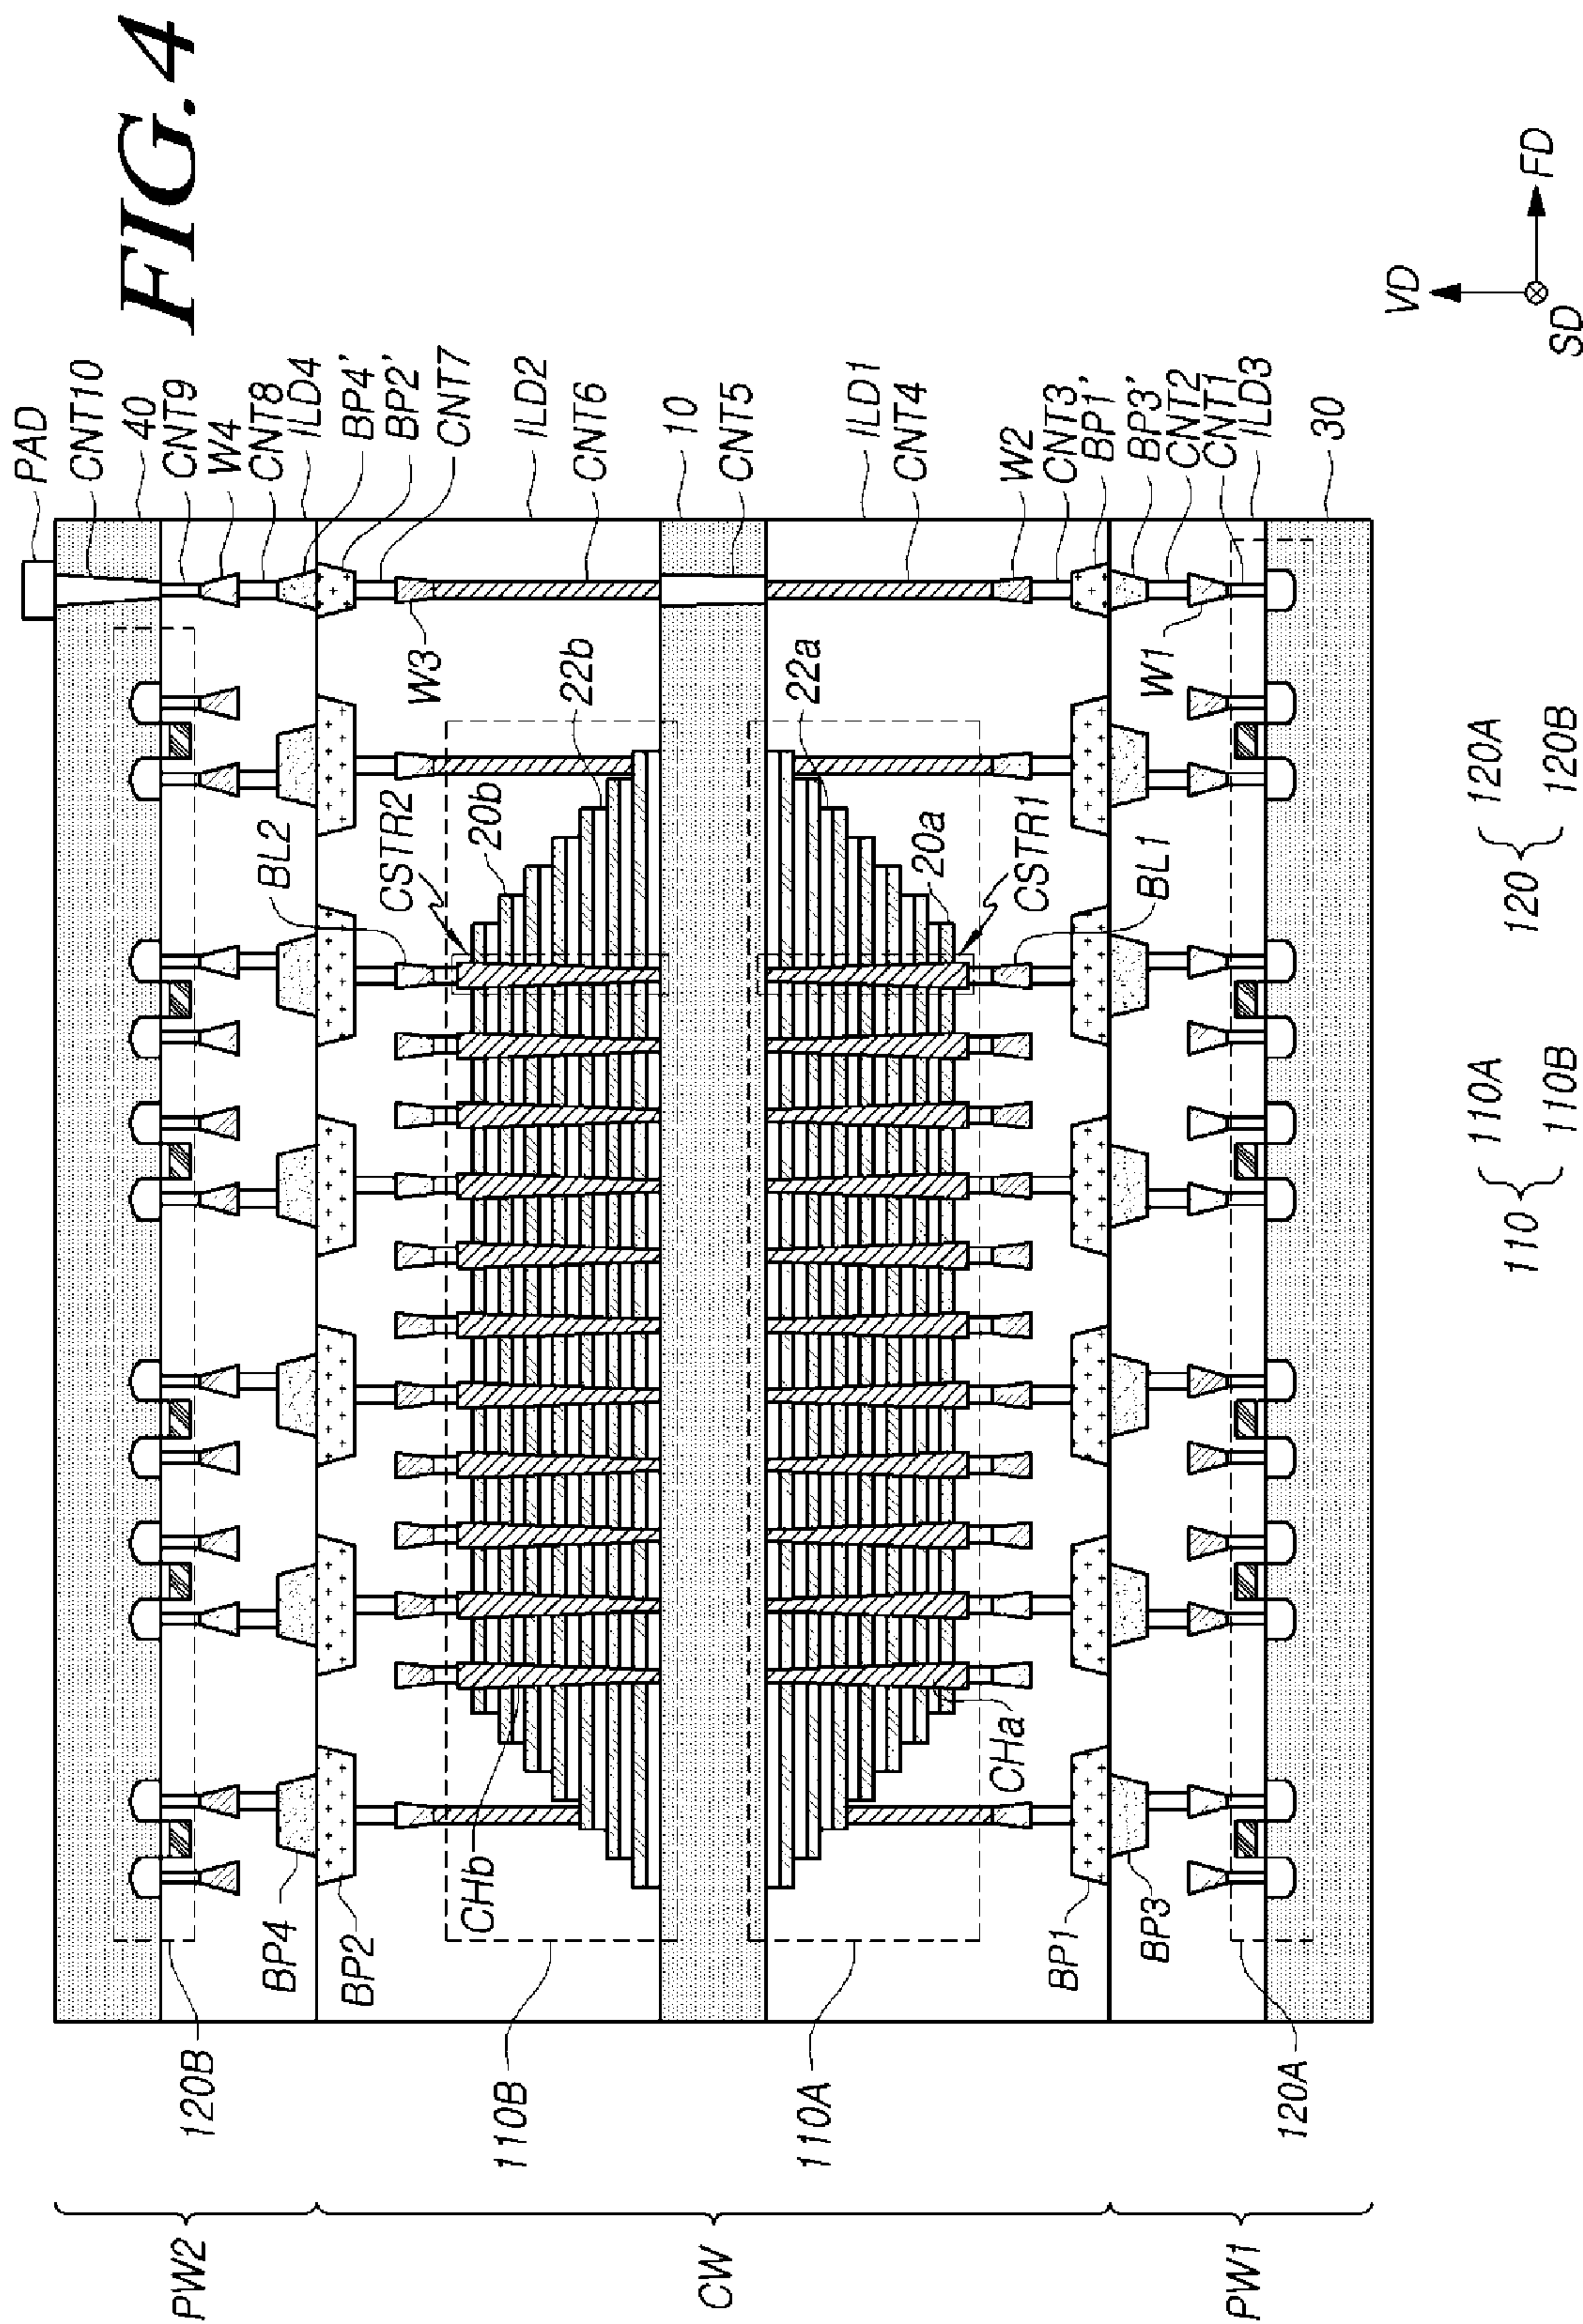 FIG.4
PAD
CNT10
40
CNT9
W4
CNT8
ILD4
BP4'
BP2'
CNT7
ILD2
CNT6
10
CNT5
ILD1
CNT4
W2
CNT3
BP1'
BP3'
CNT2
CNT1
ILD3
30
W3
22b
22a
W1
BL2
CSTR2
20b
20a
CSTR1
BL1
BP4
BP2
CHb
CHa
BP1
BP3
120B
110B
110A
120A
PW2
CW
PW1
110 { 110A
110B
120 { 120A
120B
VD
SD
FD